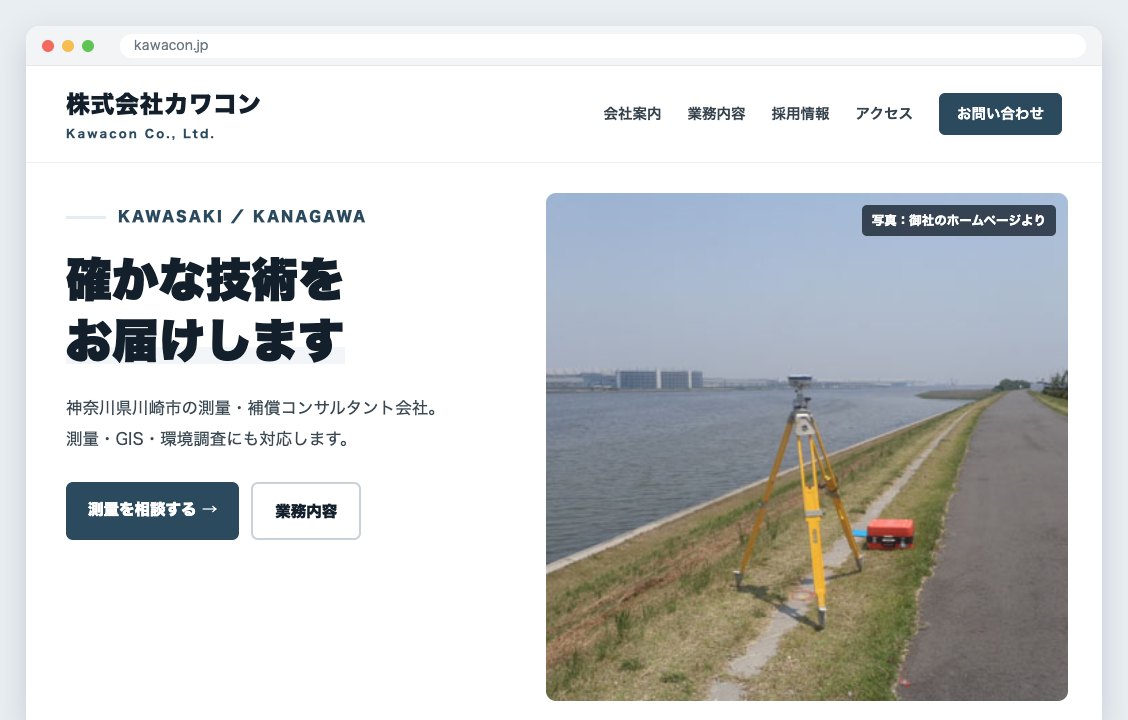 kawacon.jp
株式会社カワコン
Kawacon Co., Ltd.
会社案内 業務内容 採用情報 アクセス お問い合わせ
KAWASAKI ／ KANAGAWA
確かな技術を
お届けします
神奈川県川崎市の測量・補償コンサルタント会社。
測量・GIS・環境調査にも対応します。
測量を相談する → 業務内容
写真：御社のホームページより